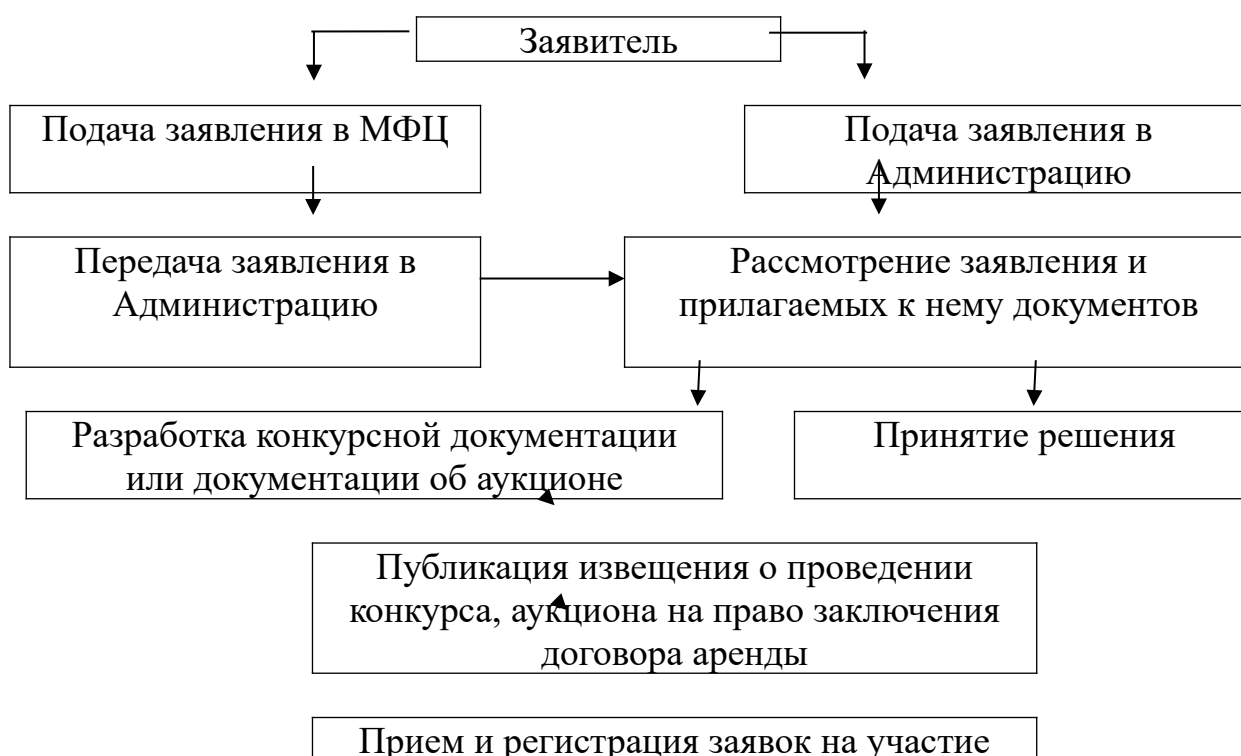 Заявитель
Подача заявления в МФЦ
Подача заявления в
Администрацию
Передача заявления в
Администрацию
Рассмотрение заявления и
прилагаемых к нему документов
Разработка конкурсной документации
или документации об аукционе
Принятие решения
Публикация извещения о проведении
конкурса, аукциона на право заключения
договора аренды
Прием и регистрация заявок на участие